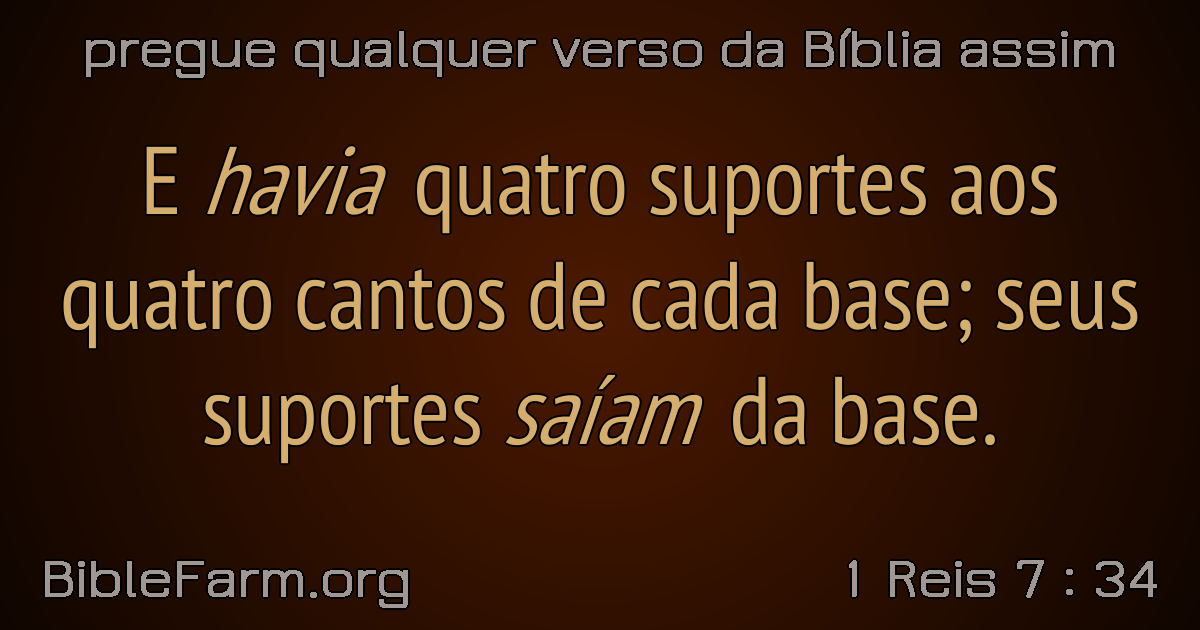 pregue qualquer verso da Bíblia assim
E havia quatro suportes aos
quatro cantos de cada base; seus
suportes saíam da base.
BibleFarm.org
1 Reis 7 : 34